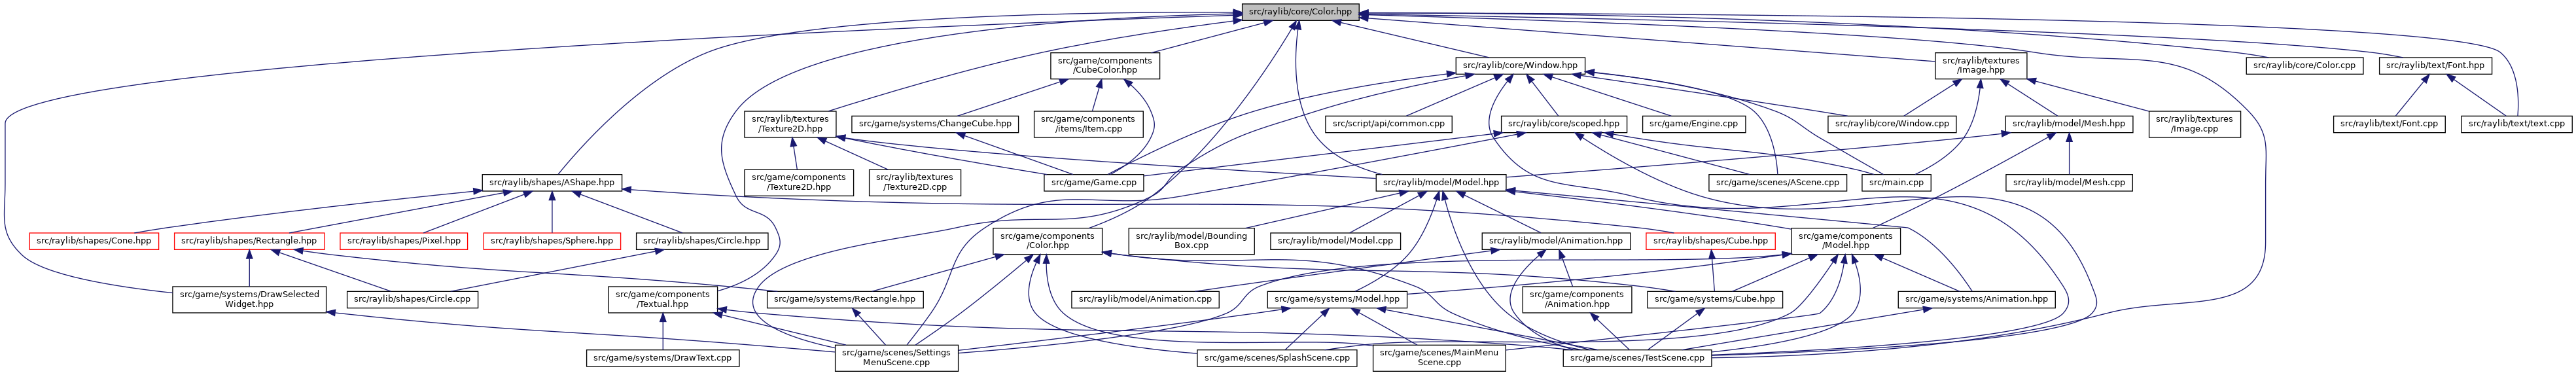 src/raylib/core/Color.hpp
src/game/components
/CubeColor.hpp
src/raylib/core/Window.hpp
src/raylib/textures
/Image.hpp
src/raylib/core/Color.cpp
src/raylib/text/Font.hpp
src/raylib/textures
/Texture2D.hpp
src/game/systems/ChangeCube.hpp
src/game/components
/items/Item.cpp
src/script/api/common.cpp
src/raylib/core/scoped.hpp
src/game/Engine.cpp
src/raylib/core/Window.cpp
src/raylib/model/Mesh.hpp
src/raylib/textures
/Image.cpp
src/raylib/text/Font.cpp
src/raylib/text/text.cpp
src/raylib/shapes/AShape.hpp
src/game/components
/Texture2D.hpp
src/raylib/textures
/Texture2D.cpp
src/game/Game.cpp
src/raylib/model/Model.hpp
src/game/scenes/AScene.cpp
src/main.cpp
src/raylib/model/Mesh.cpp
src/raylib/shapes/Cone.hpp
src/raylib/shapes/Rectangle.hpp
src/raylib/shapes/Pixel.hpp
src/raylib/shapes/Sphere.hpp
src/raylib/shapes/Circle.hpp
src/game/components
/Color.hpp
src/raylib/model/Bounding
Box.cpp
src/raylib/model/Model.cpp
src/raylib/model/Animation.hpp
src/raylib/shapes/Cube.hpp
src/game/components
/Model.hpp
src/game/systems/DrawSelected
Widget.hpp
src/raylib/shapes/Circle.cpp
src/game/components
/Textual.hpp
src/game/systems/Rectangle.hpp
src/raylib/model/Animation.cpp
src/game/systems/Model.hpp
src/game/components
/Animation.hpp
src/game/systems/Cube.hpp
src/game/systems/Animation.hpp
src/game/systems/DrawText.cpp
src/game/scenes/Settings
MenuScene.cpp
src/game/scenes/SplashScene.cpp
src/game/scenes/MainMenu
Scene.cpp
src/game/scenes/TestScene.cpp